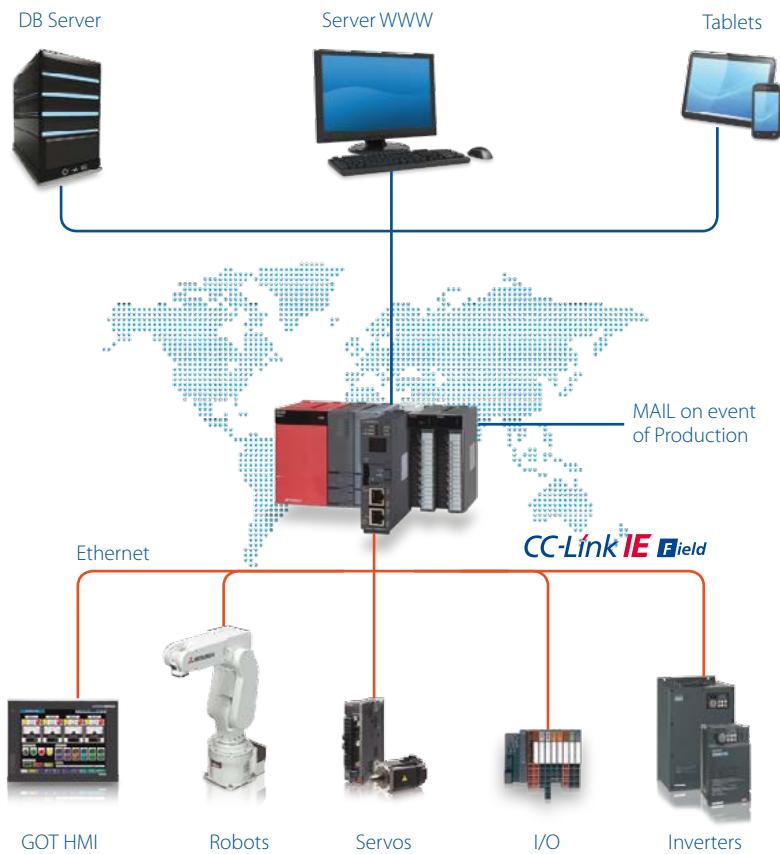 DB Server
Server WWW
Tablets
MAIL on event
of Production
Ethernet
CC-Link IE Field
MITSUBISHI
GOT HMI
Robots
Servos
I/O
Inverters